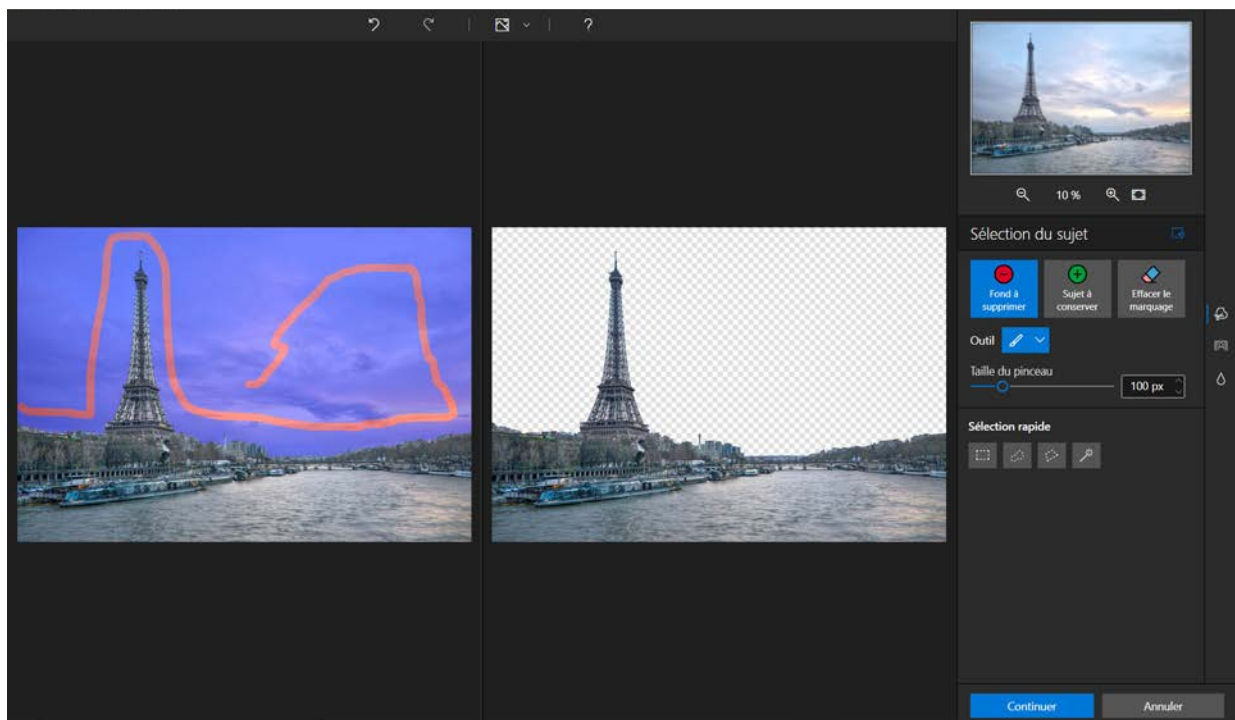 ?
10 %
Sélection du sujet
Fond à
supprimer
Sujet à
conserver
Effacer le
marquage
Outil
Taille du pinceau
100 px
Sélection rapide
Continuer
Annuler